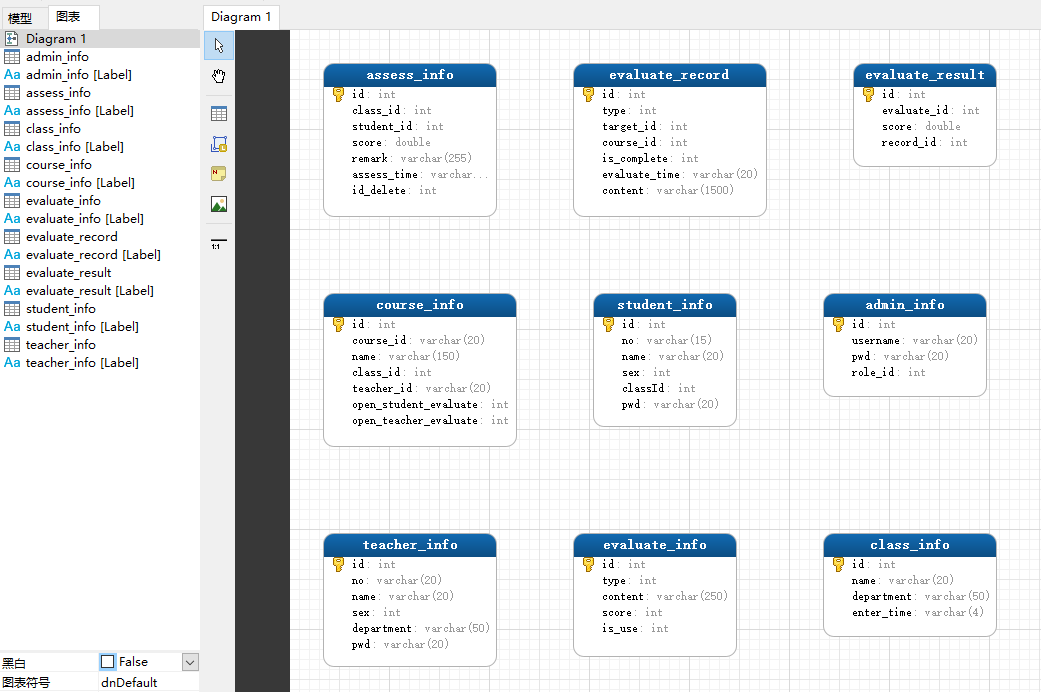 模型
图表
Diagram 1
Diagram 1
admin_info
Aa admin_info [Label]
assess_info
Aa assess_info [Label]
class_info
Aa class_info [Label]
course_info
Aa course_info [Label]
evaluate_info
Aa evaluate_info [Label]
evaluate_record
Aa evaluate_record [Label]
evaluate_result
Aa evaluate_result [Label]
student_info
Aa student_info [Label]
teacher_info
Aa teacher_info [Label]
黑白 False
图表符号 dnDefault
N
1:1
assess_info
id: int
class_id: int
student_id: int
score: double
remark: varchar(255)
assess_time: varchar...
id_delete: int
evaluate_record
id: int
type: int
target_id: int
course_id: int
is_complete: int
evaluate_time: varchar(20)
content: varchar(1500)
evaluate_result
id: int
evaluate_id: int
score: double
record_id: int
course_info
id: int
course_id: varchar(20)
name: varchar(150)
class_id: int
teacher_id: varchar(20)
open_student_evaluate: int
open_teacher_evaluate: int
student_info
id: int
no: varchar(15)
name: varchar(20)
sex: int
classId: int
pwd: varchar(20)
admin_info
id: int
username: varchar(20)
pwd: varchar(20)
role_id: int
teacher_info
id: int
no: varchar(20)
name: varchar(20)
sex: int
department: varchar(50)
pwd: varchar(20)
evaluate_info
id: int
type: int
content: varchar(250)
score: int
is_use: int
class_info
id: int
name: varchar(20)
department: varchar(50)
enter_time: varchar(4)